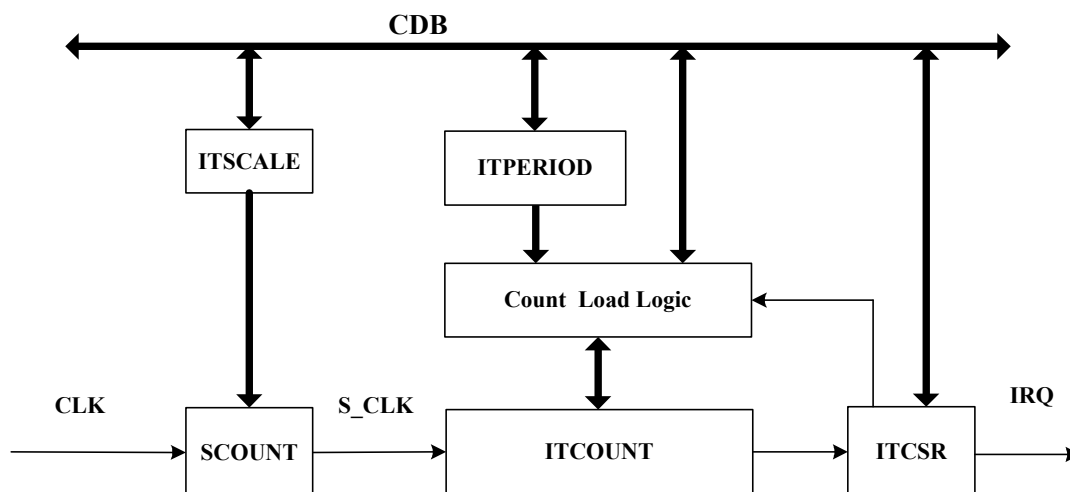 CDB
ITSCALE
ITPERIOD
Count Load Logic
CLK
S_CLK
IRQ
SCOUNT
ITCOUNT
ITCSR